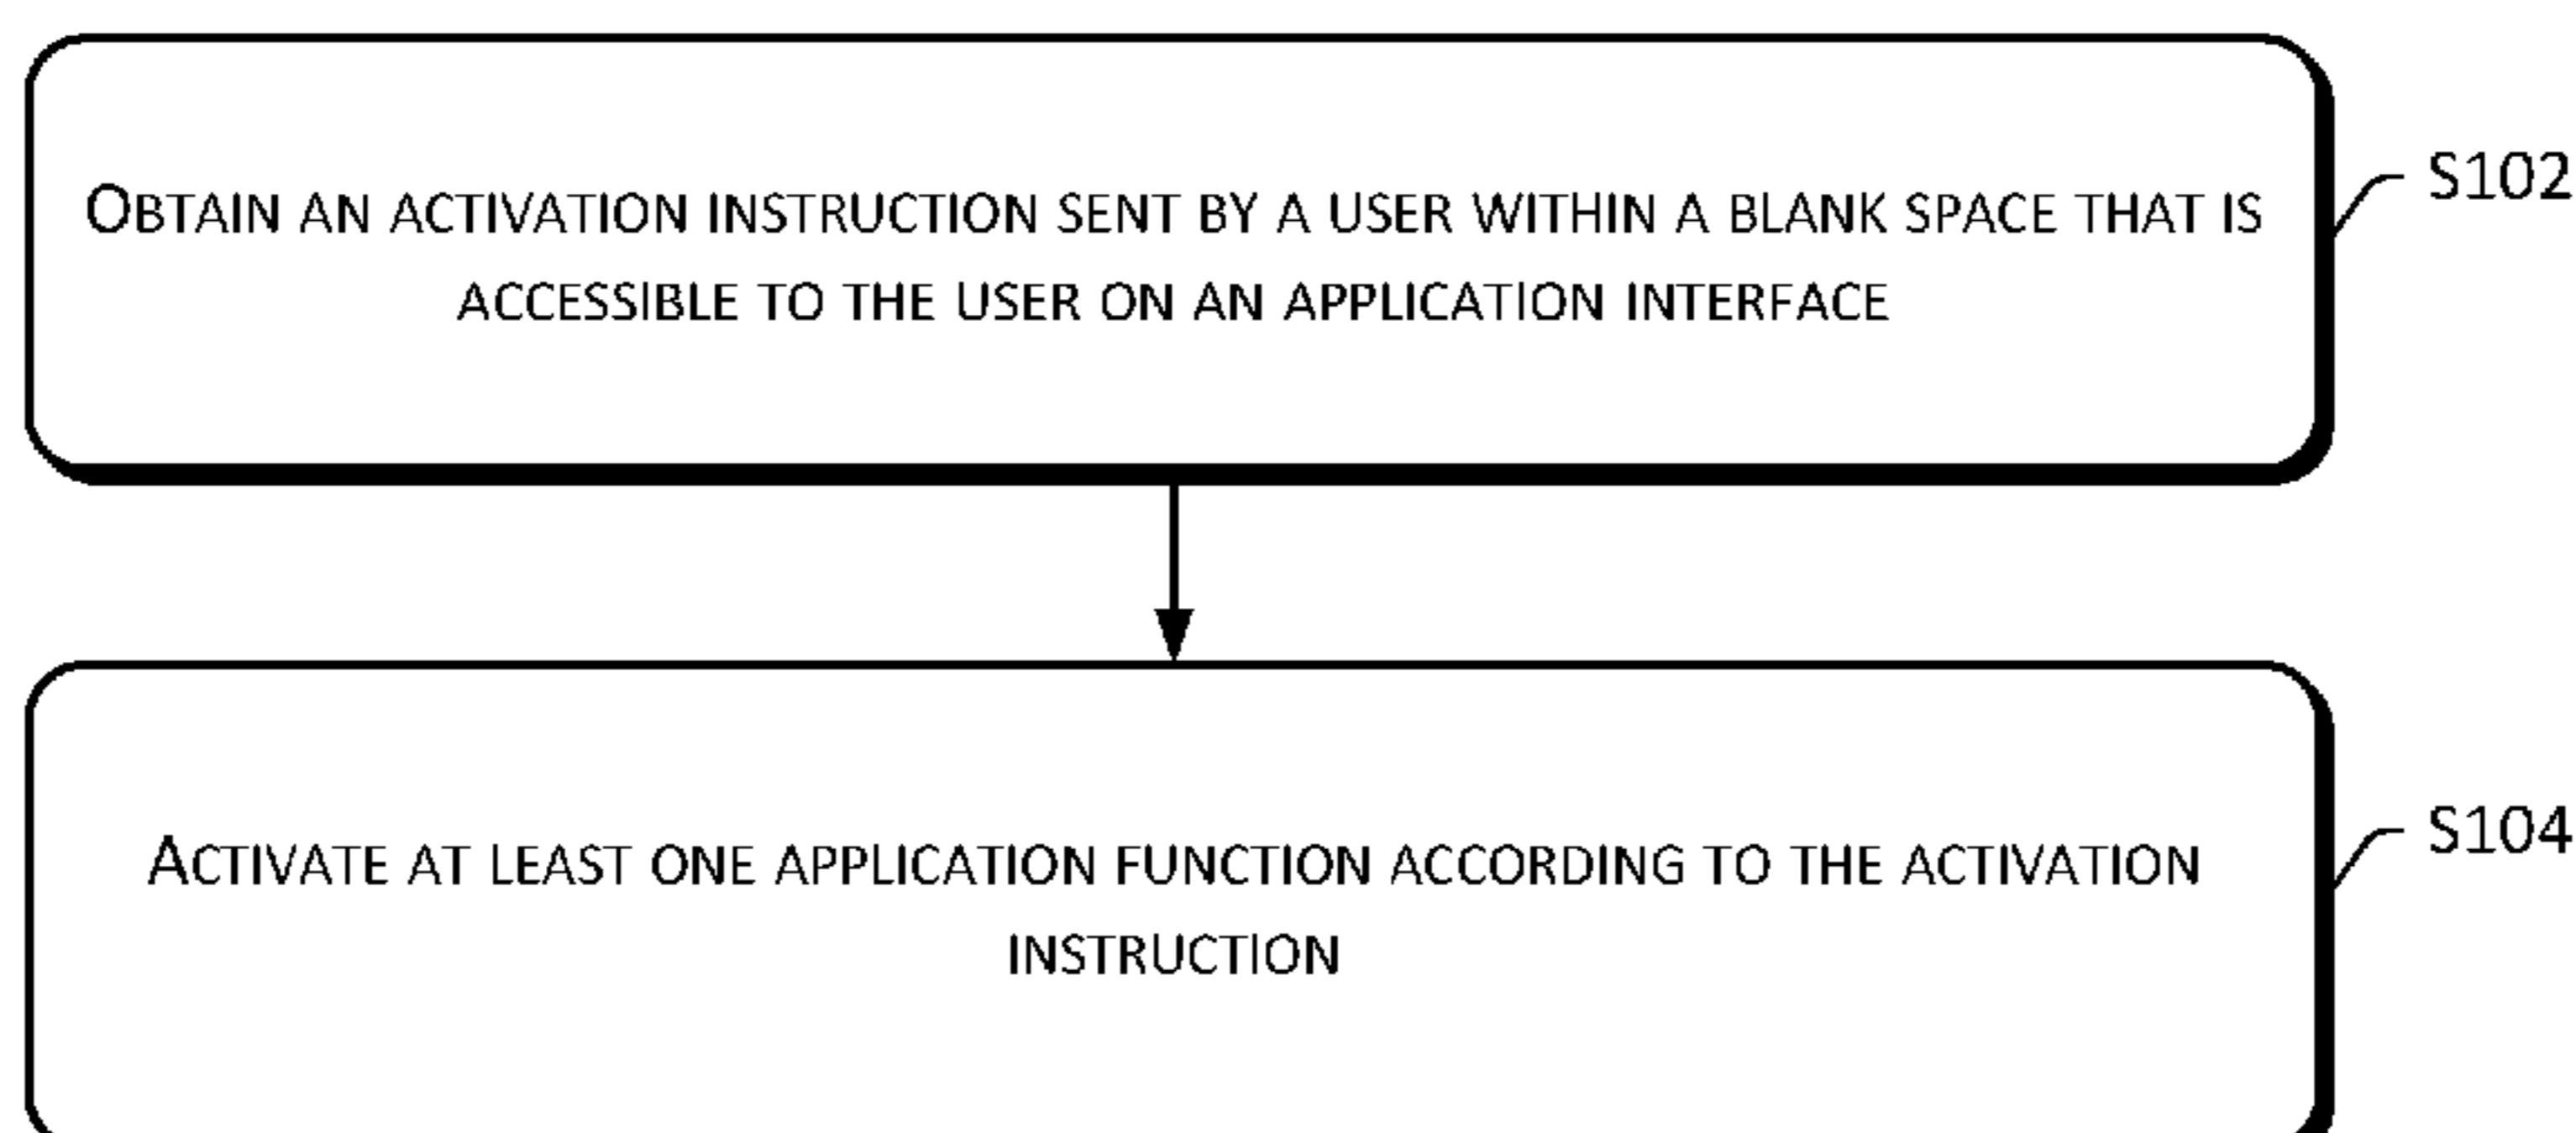 OBTAIN AN ACTIVATION INSTRUCTION SENT BY A USER WITHIN A BLANK SPACE THAT IS
ACCESSIBLE TO THE USER ON AN APPLICATION INTERFACE
S102
ACTIVATE AT LEAST ONE APPLICATION FUNCTION ACCORDING TO THE ACTIVATION
INSTRUCTION
S104